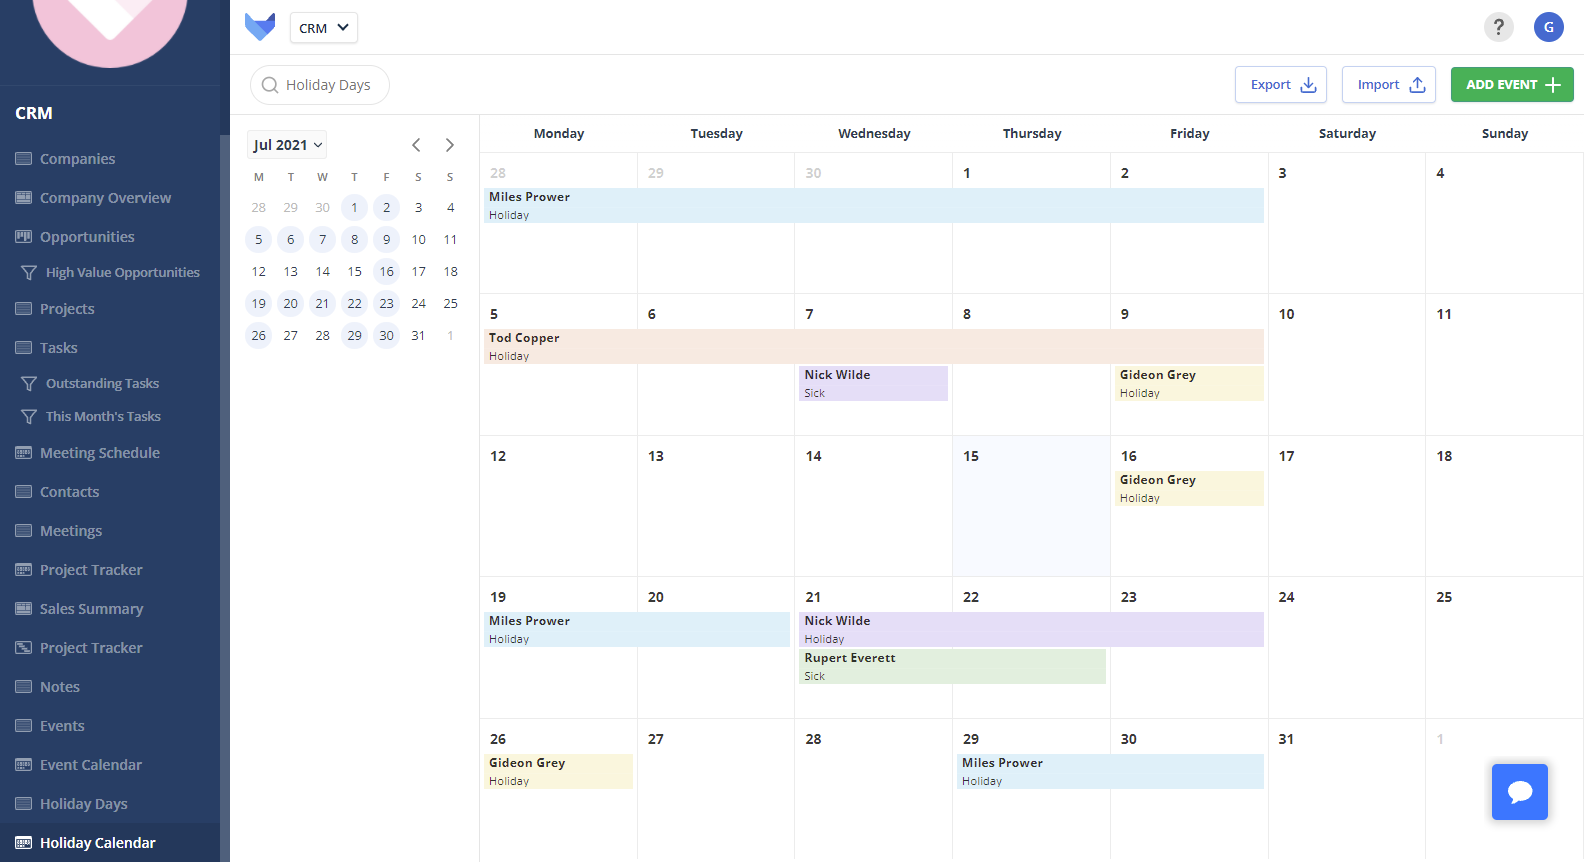 CRM
Companies
Company Overview
Opportunities
High Value Opportunities
Projects
Tasks
Outstanding Tasks
This Month's Tasks
Meeting Schedule
Contacts
Meetings
Project Tracker
Sales Summary
Project Tracker
Notes
Events
Event Calendar
Holiday Days
Holiday Calendar
CRM
? G
Holiday Days
Export Import ADD EVENT
Jul 2021
M T W T F S S
28 29 30 1 2 3 4
5 6 7 8 9 10 11
12 13 14 15 16 17 18
19 20 21 22 23 24 25
26 27 28 29 30 31 1
Monday Tuesday Wednesday Thursday Friday Saturday Sunday
28 29 30 1 2 3 4
Miles Prower
Holiday
5 6 7 8 9 10 11
Tod Copper
Holiday
Nick Wilde Gideon Grey
Sick Holiday
12 13 14 15 16 17 18
Gideon Grey
Holiday
19 20 21 22 23 24 25
Miles Prower Nick Wilde
Holiday Holiday
Rupert Everett
Sick
26 27 28 29 30 31 1
Gideon Grey Miles Prower
Holiday Holiday